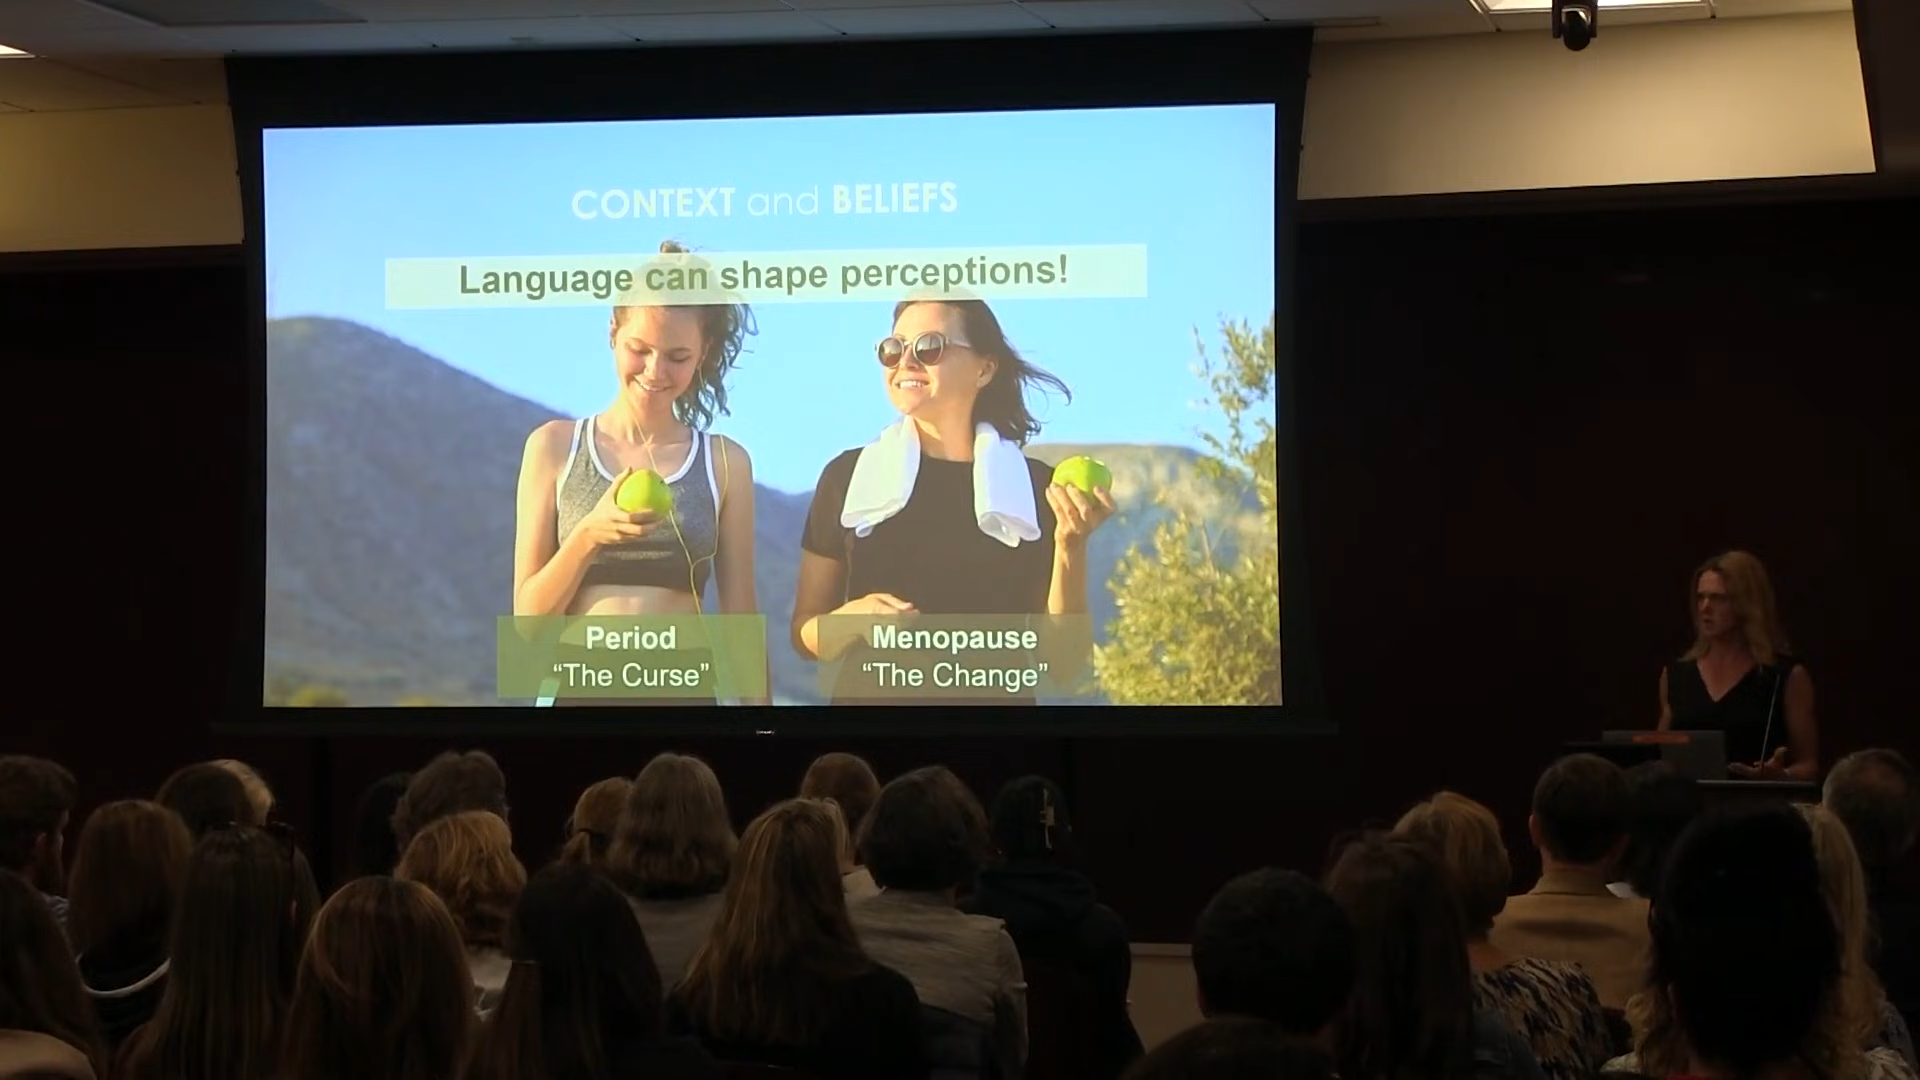 CONTEXT and BELIEFS
Language can shape perceptions!
Period
“The Curse”
Menopause
“The Change”